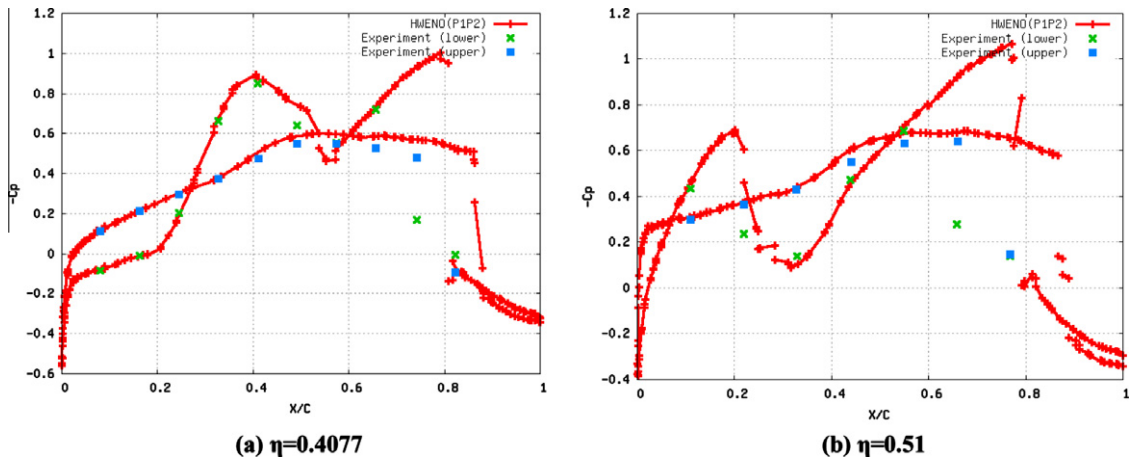 1.2
1
0.8
0.6
0.4
0.2
0
-0.2
-0.4
-0.6
-Cp
HWENO(P1P2)
Experiment (lower)
Experiment (upper)
0 0.2 0.4 0.6 0.8 1
X/C
(a) η=0.4077
1.2
1
0.8
0.6
0.4
0.2
0
-0.2
-0.4
-Cp
HWENO(P1P2)
Experiment (lower)
Experiment (upper)
0 0.2 0.4 0.6 0.8 1
X/C
(b) η=0.51